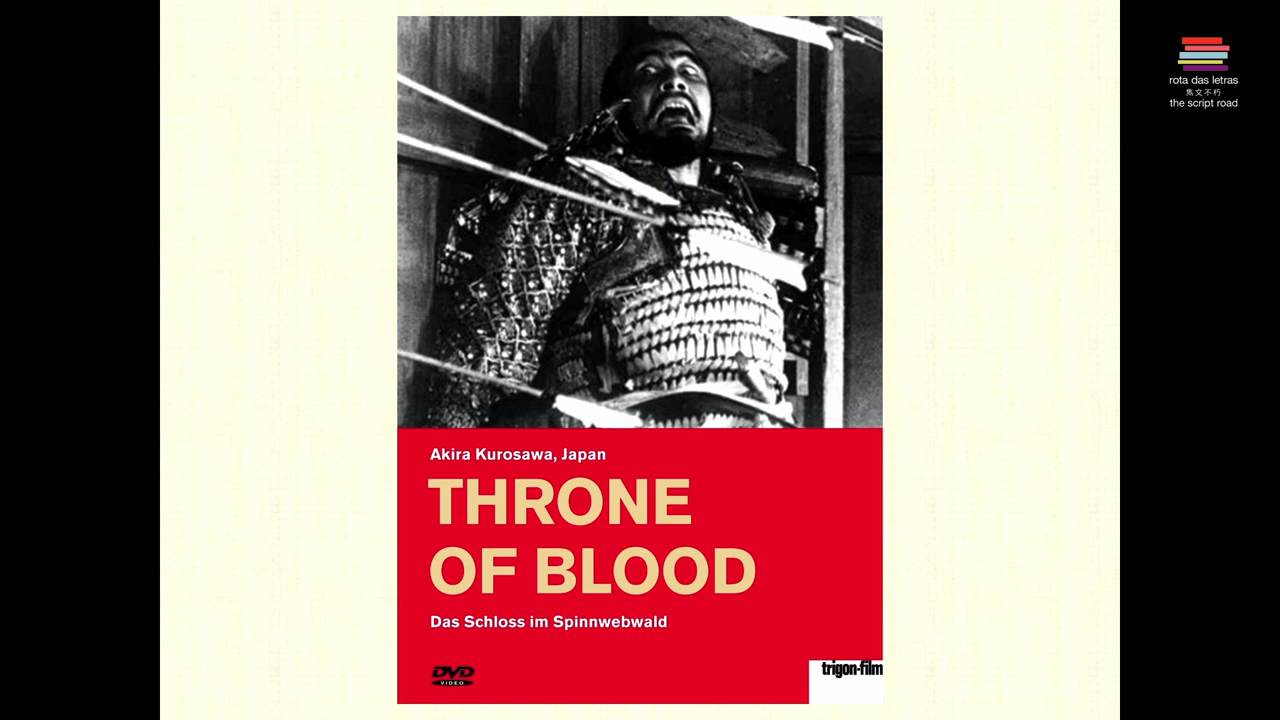 rota das letras
雋文不朽
the script road
Akira Kurosawa, Japan
THRONE
OF BLOOD
Das Schloss im Spinnwebwald
DVD
VIDEO
trigon-film